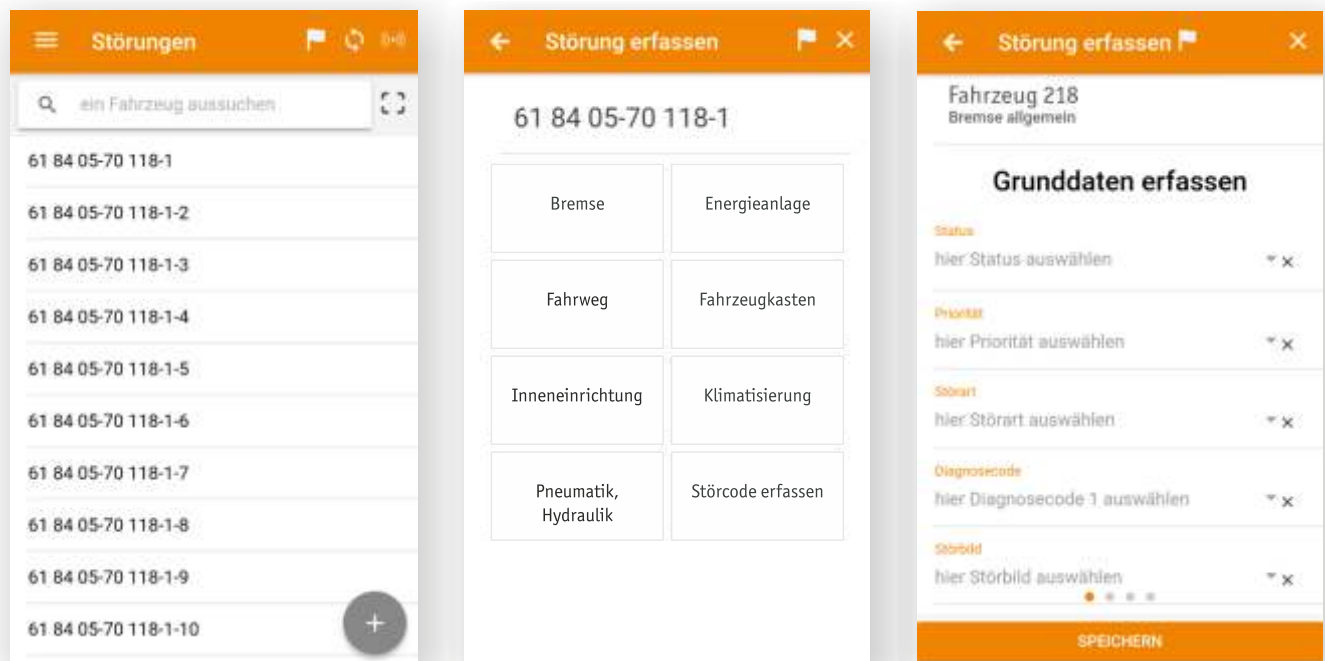 Störungen
ein Fahrzeug aussuchen
61 84 05-70 118-1
61 84 05-70 118-1-2
61 84 05-70 118-1-3
61 84 05-70 118-1-4
61 84 05-70 118-1-5
61 84 05-70 118-1-6
61 84 05-70 118-1-7
61 84 05-70 118-1-8
61 84 05-70 118-1-9
61 84 05-70 118-1-10
Störung erfassen
61 84 05-70 118-1
Bremse
Energieanlage
Fahrweg
Fahrzeugkasten
Inneneinrichtung
Klimatisierung
Pneumatik,
Hydraulik
Störcode erfassen
Störung erfassen
Fahrzeug 218
Bremse allgemein
Grunddaten erfassen
Status
hier Status auswählen
Priorität
hier Priorität auswählen
Störart
hier Störart auswählen
Diagnosecode
hier Diagnosecode 1 auswählen
Störbild
hier Störbild auswählen
SPEICHERN